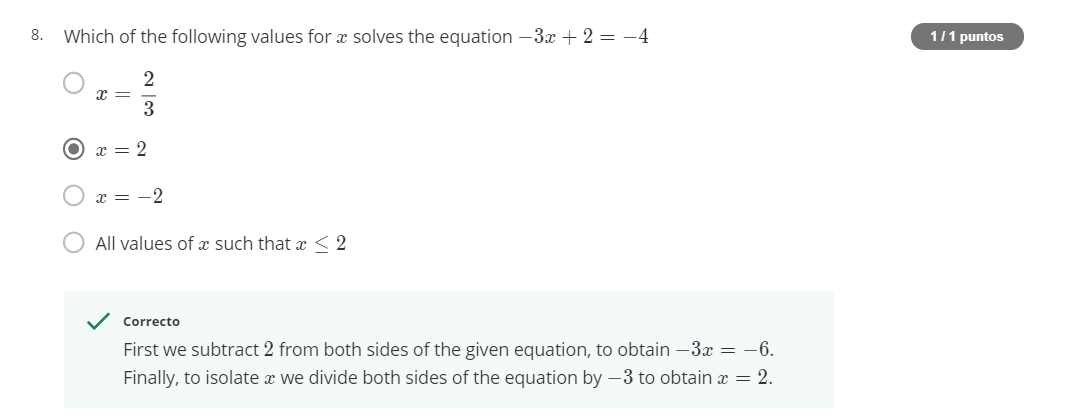 8. Which of the following values for x solves the equation −3x + 2 = −4
1 / 1 puntos
x = 2/3
x = 2
x = −2
All values of x such that x ≤ 2
Correcto
First we subtract 2 from both sides of the given equation, to obtain −3x = −6.
Finally, to isolate x we divide both sides of the equation by −3 to obtain x = 2.